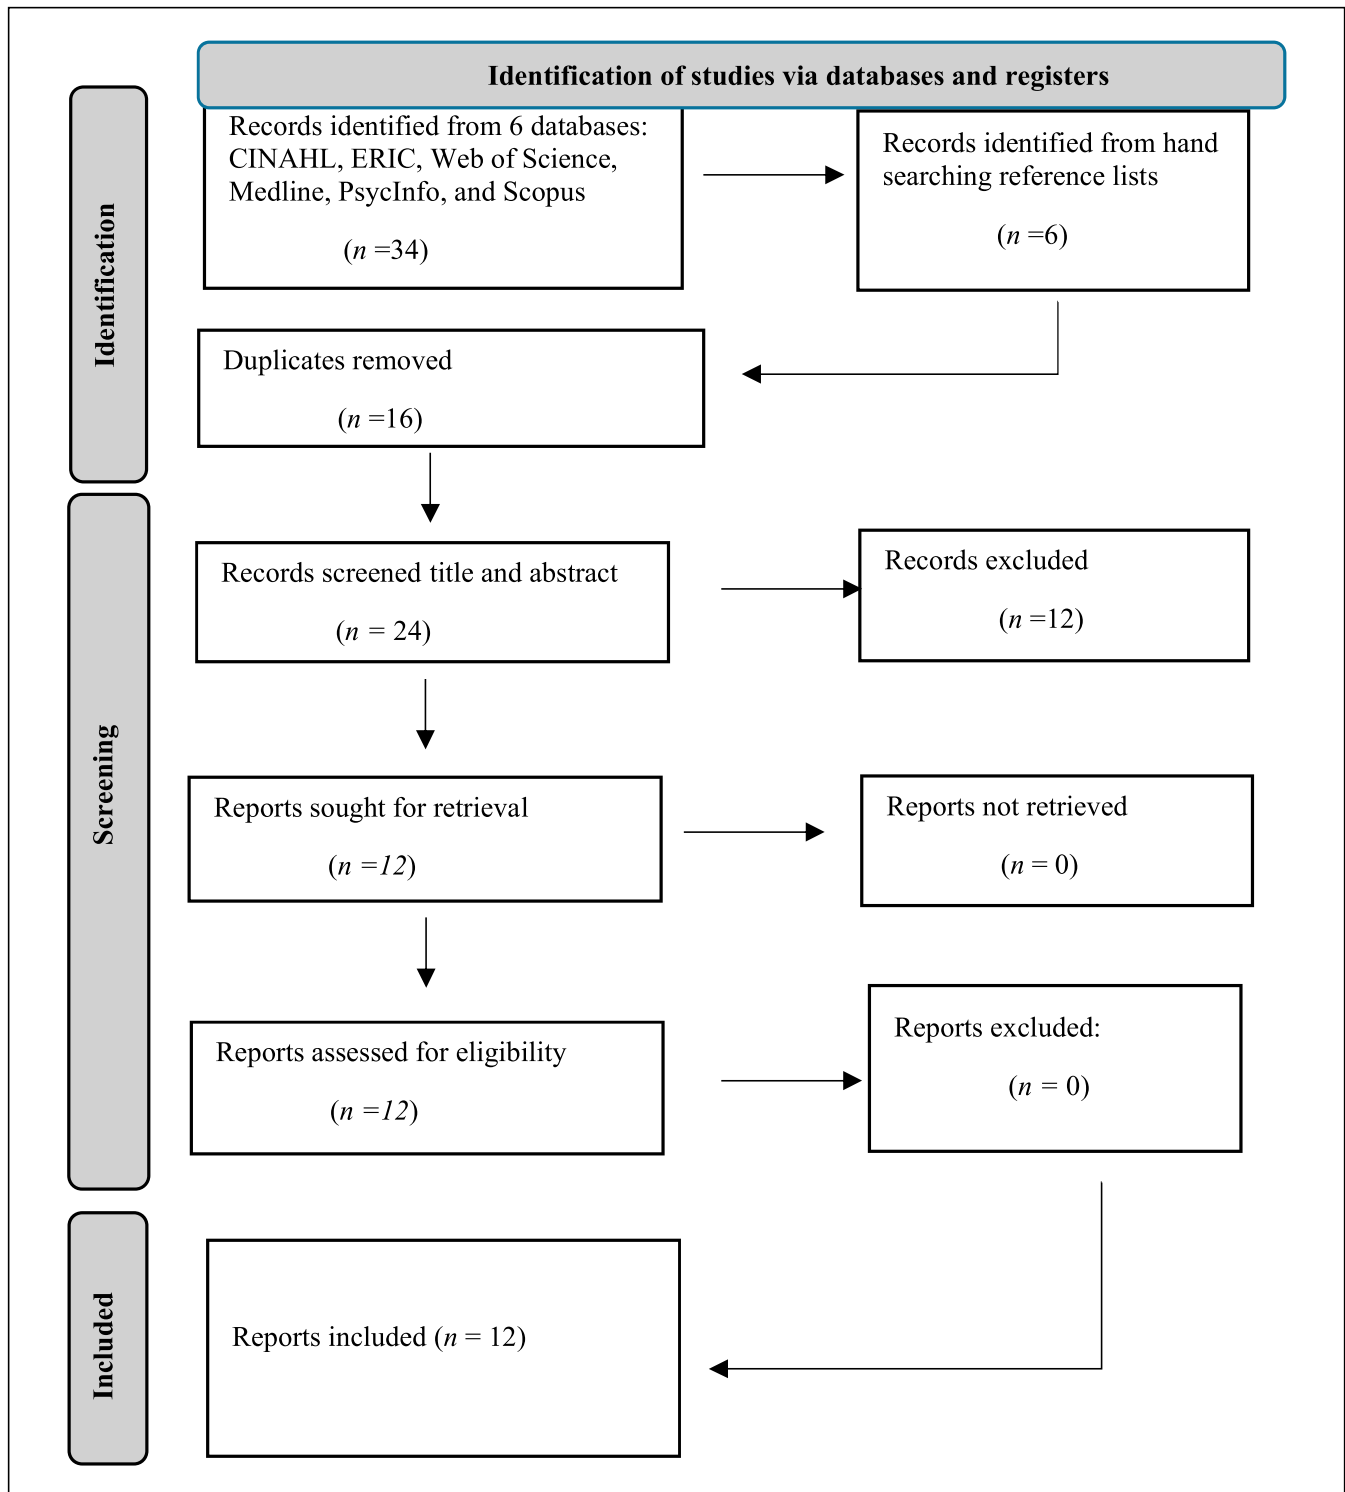 Identification of studies via databases and registers
Identification
Records identified from 6 databases:
CINAHL, ERIC, Web of Science,
Medline, PsycInfo, and Scopus
(n =34)
Records identified from hand
searching reference lists
(n =6)
Duplicates removed
(n =16)
Screening
Records screened title and abstract
(n = 24)
Records excluded
(n =12)
Reports sought for retrieval
(n =12)
Reports not retrieved
(n = 0)
Reports assessed for eligibility
(n =12)
Reports excluded:
(n = 0)
Included
Reports included (n = 12)